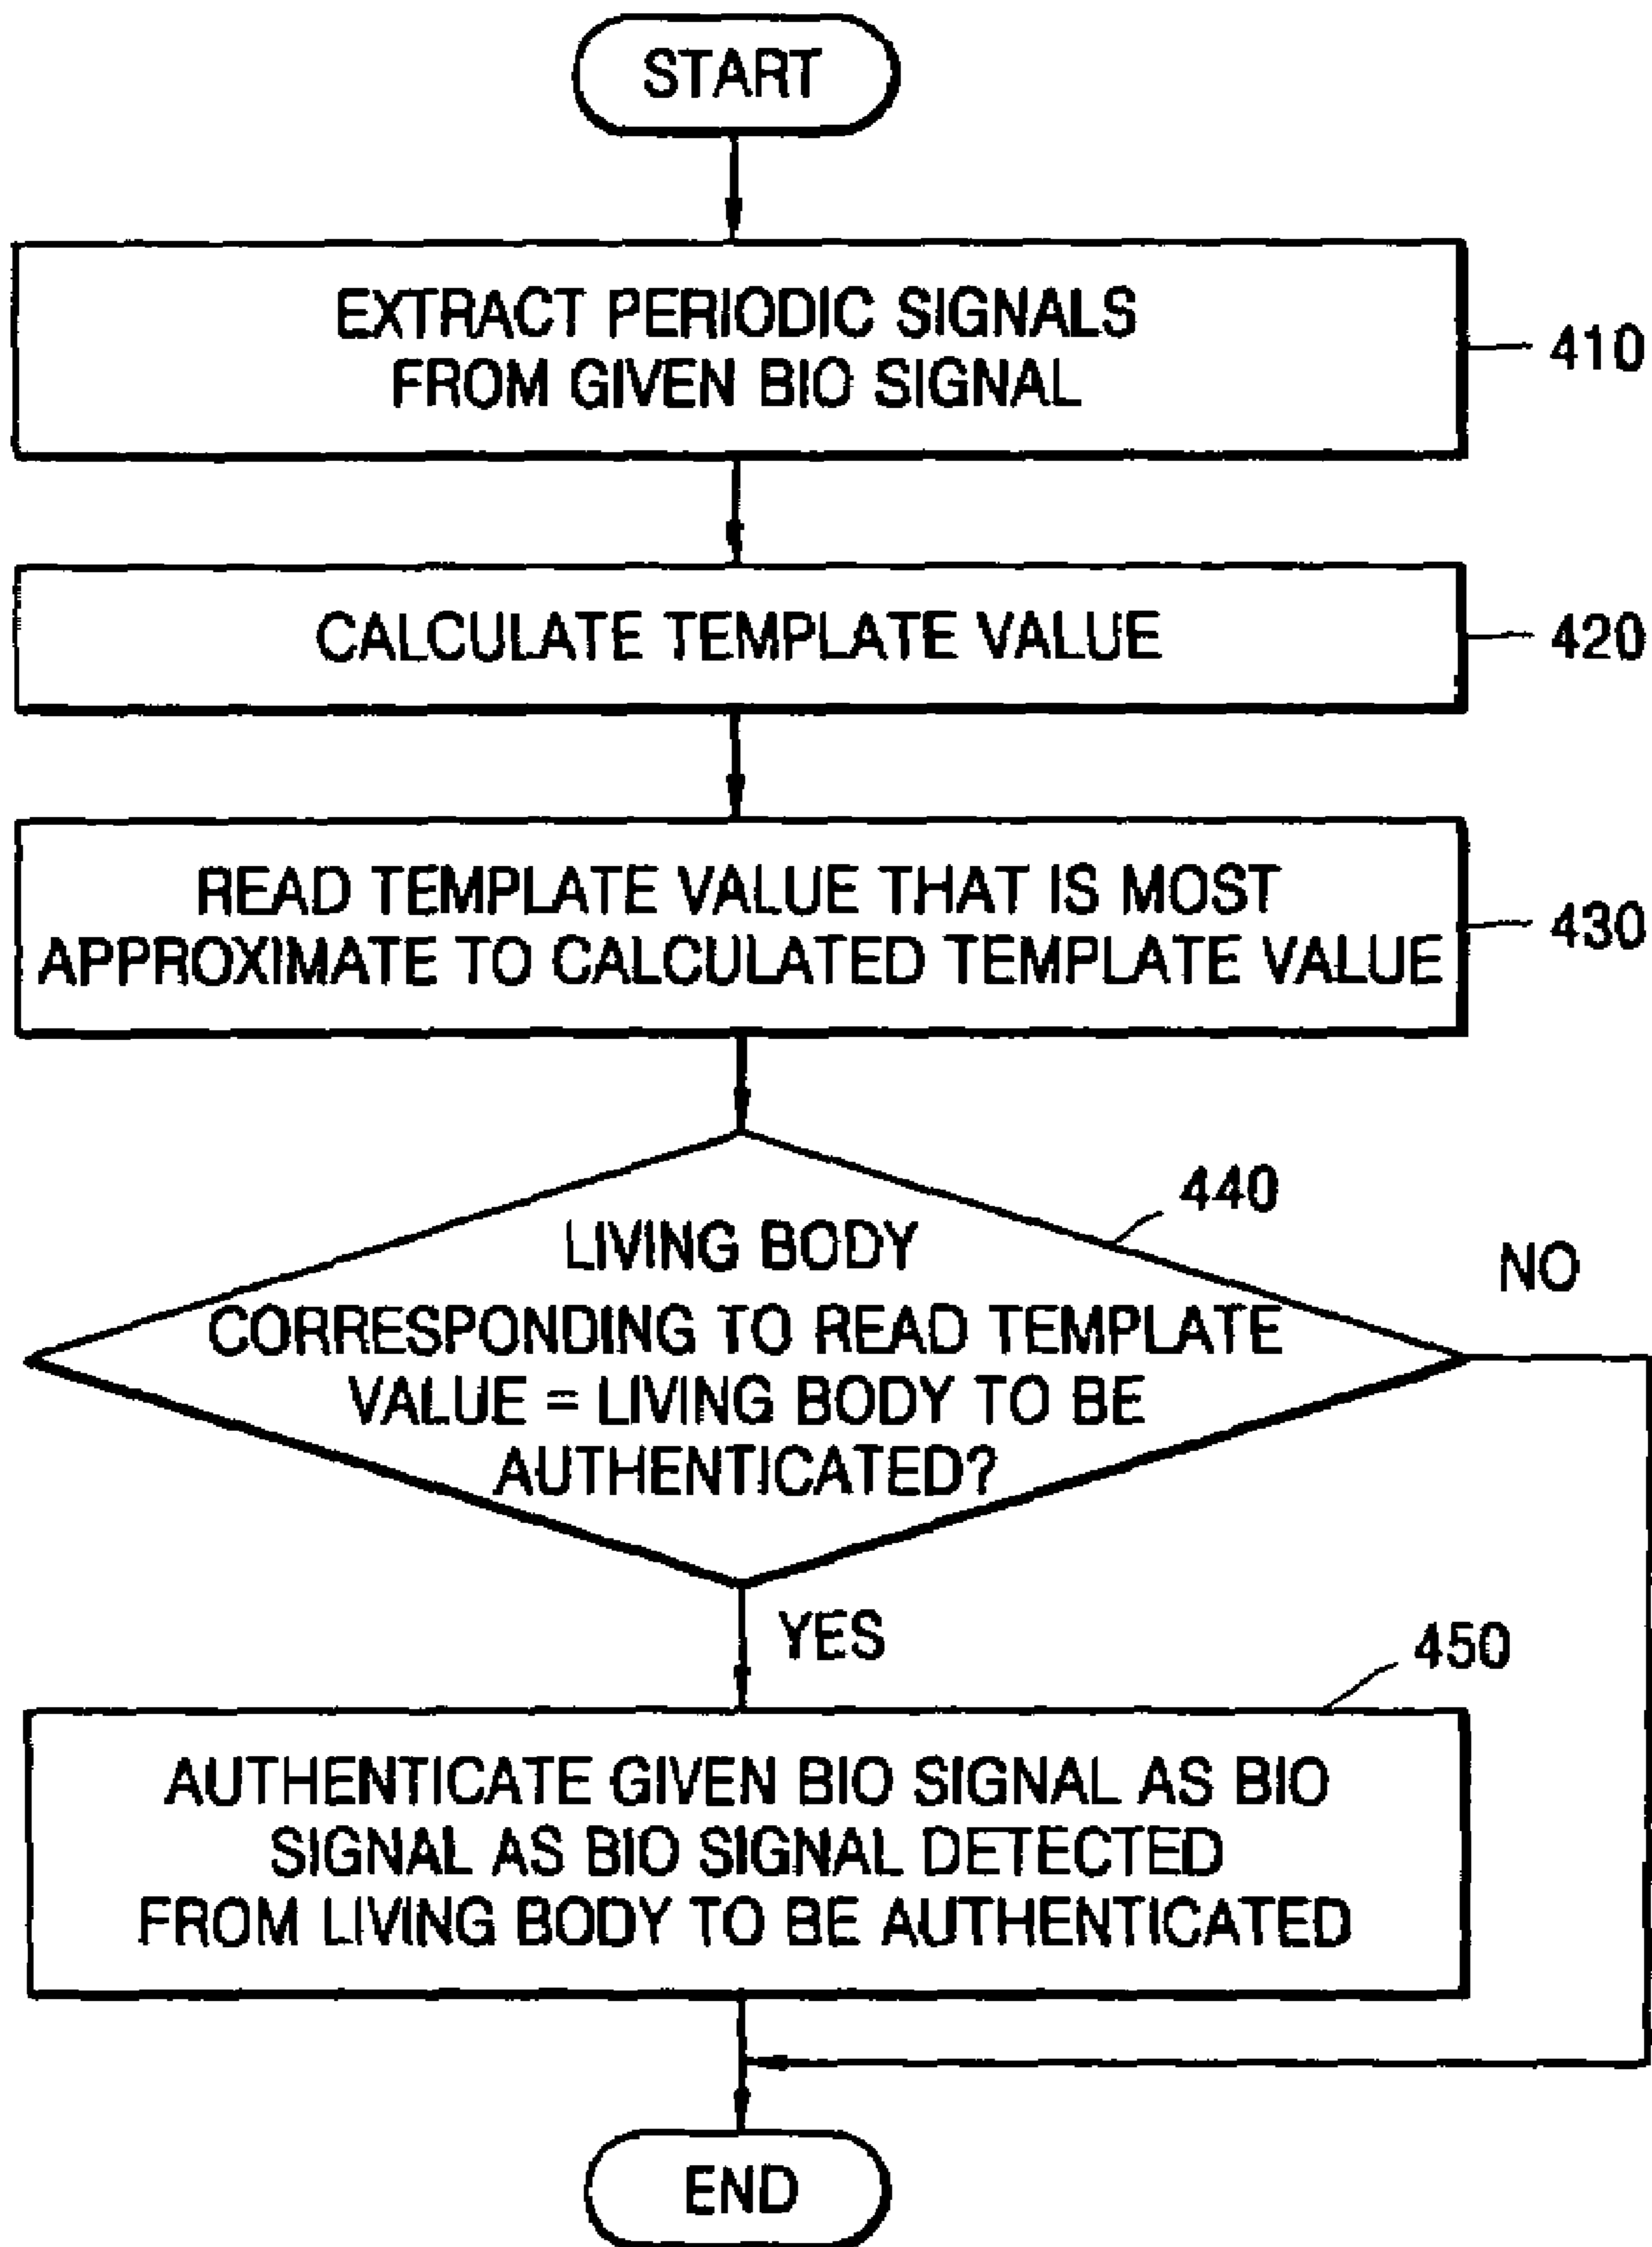 START
EXTRACT PERIODIC SIGNALS
FROM GIVEN BIO SIGNAL
410
CALCULATE TEMPLATE VALUE
420
READ TEMPLATE VALUE THAT IS MOST
APPROXIMATE TO CALCULATED TEMPLATE VALUE
430
440
LIVING BODY
CORRESPONDING TO READ TEMPLATE
VALUE = LIVING BODY TO BE
AUTHENTICATED?
NO
YES
450
AUTHENTICATE GIVEN BIO SIGNAL AS BIO
SIGNAL AS BIO SIGNAL DETECTED
FROM LIVING BODY TO BE AUTHENTICATED
END